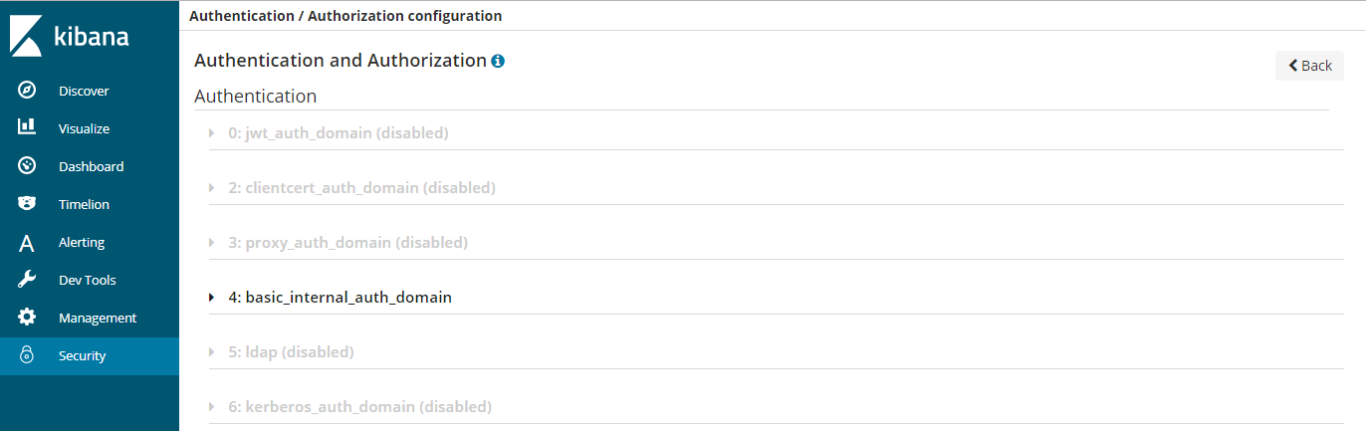 kibana
Discover
Visualize
Dashboard
Timelion
A Alerting
Dev Tools
Management
Security
Authentication / Authorization configuration
Authentication and Authorization i
Back
Authentication
0: jwt_auth_domain (disabled)
2: clientcert_auth_domain (disabled)
3: proxy_auth_domain (disabled)
4: basic_internal_auth_domain
5: ldap (disabled)
6: kerberos_auth_domain (disabled)